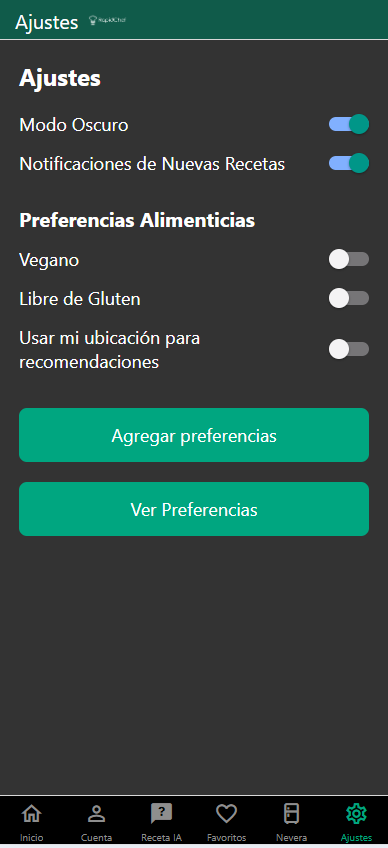 Ajustes RapidChef
Ajustes
Modo Oscuro
Notificaciones de Nuevas Recetas
Preferencias Alimenticias
Vegano
Libre de Gluten
Usar mi ubicación para
recomendaciones
Agregar preferencias
Ver Preferencias
?
Inicio Cuenta Receta IA Favoritos Nevera Ajustes